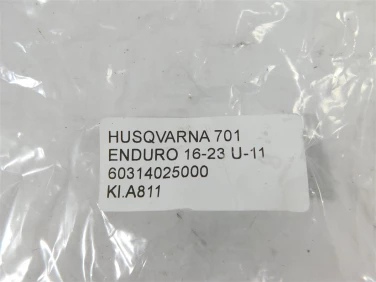 HUSQVARNA 701
ENDURO 16-23 U-11
60314025000
KI.A811